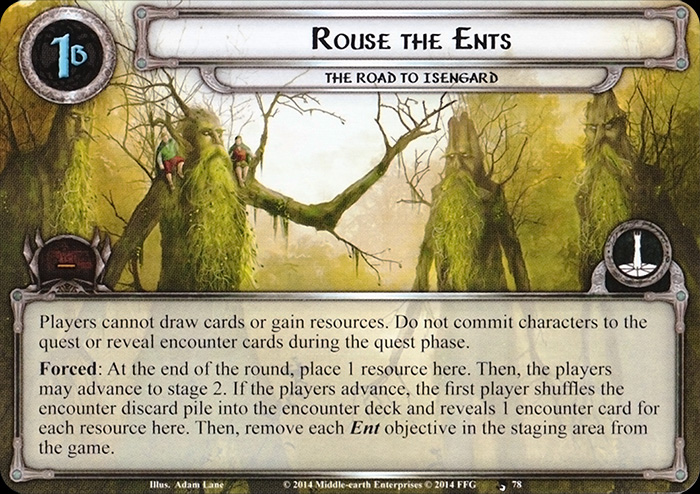 1B
ROUSE THE ENTS
THE ROAD TO ISENGARD
–
Players cannot draw cards or gain resources. Do not commit characters to the
quest or reveal encounter cards during the quest phase.
Forced: At the end of the round, place 1 resource here. Then, the players
may advance to stage 2. If the players advance, the first player shuffles the
encounter discard pile into the encounter deck and reveals 1 encounter card for
each resource here. Then, remove each Ent objective in the staging area from
the game.
Illus. Adam Lane © 2014 Middle-earth Enterprises © 2014 FFG 78